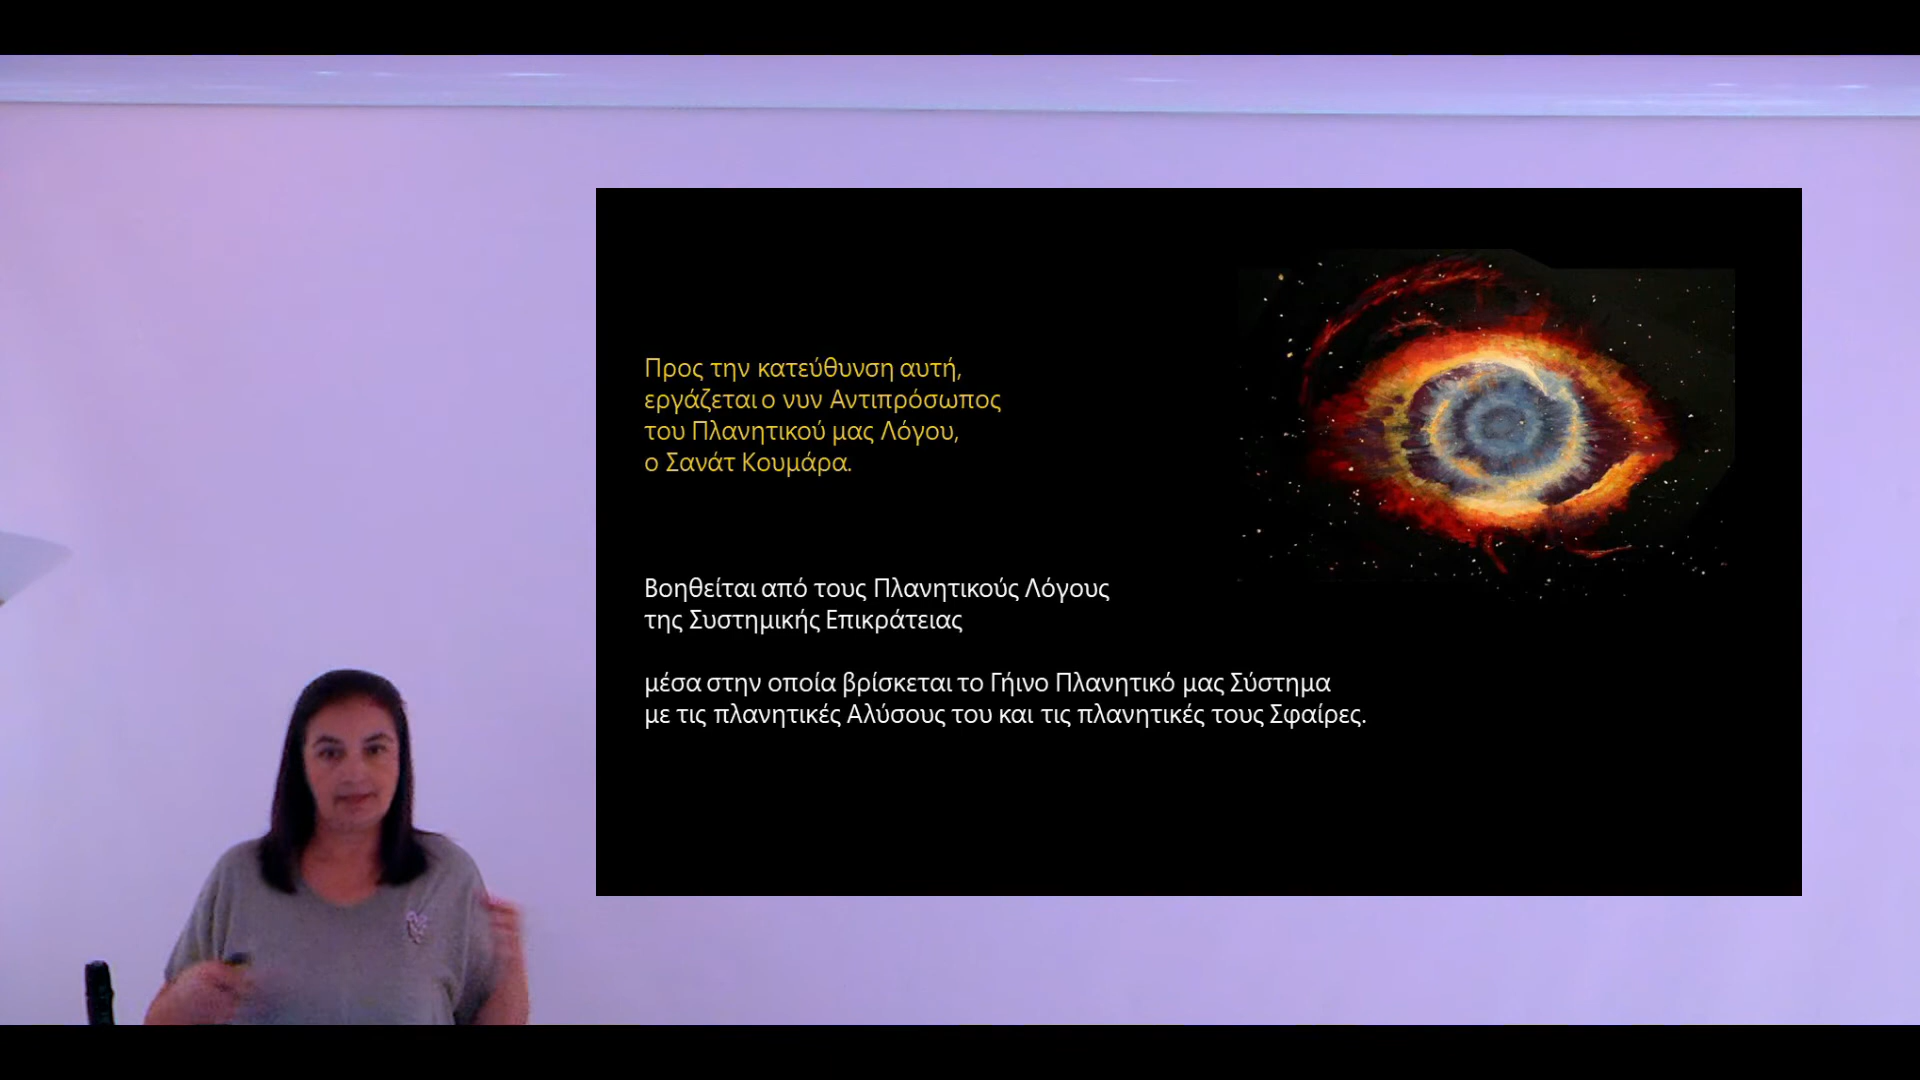 Προς την κατεύθυνση αυτή,
εργάζεται ο νυν Αντιπρόσωπος
του Πλανητικού μας Λόγου,
ο Σανάτ Κουμάρα.
Βοηθείται από τους Πλανητικούς Λόγους
της Συστημικής Επικράτειας
μέσα στην οποία βρίσκεται το Γήινο Πλανητικό μας Σύστημα
με τις πλανητικές Αλύσους του και τις πλανητικές τους Σφαίρες.